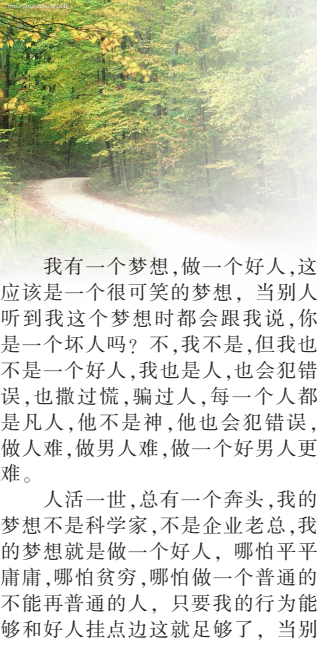 我有一个梦想,做一个好人,这
应该是一个很可笑的梦想，当别人
听到我这个梦想时都会跟我说,你
是一个坏人吗？不,我不是,但我也
不是一个好人,我也是人,也会犯错
误,也撒过慌,骗过人,每一个人都
是凡人,他不是神,他也会犯错误,
做人难,做男人难,做一个好男人更
难。
人活一世,总有一个奔头,我的
梦想不是科学家,不是企业老总,我
的梦想就是做一个好人，哪怕平平
庸庸,哪怕贫穷,哪怕做一个普通的
不能再普通的人，只要我的行为能
够和好人挂点边这就足够了，当别